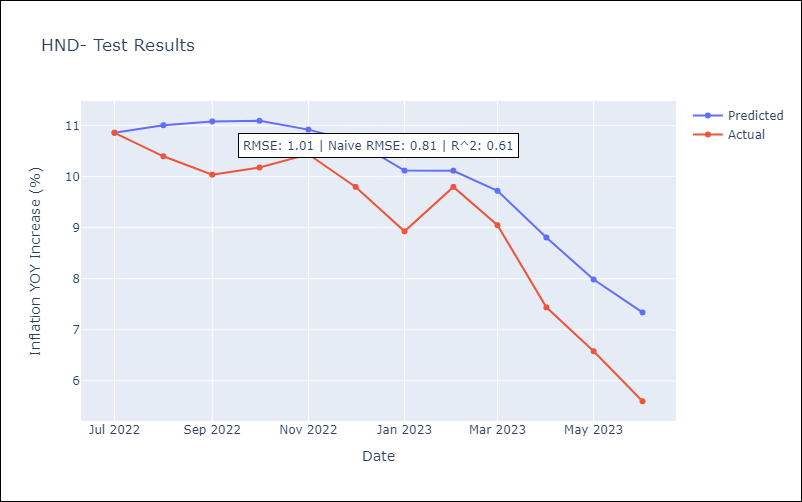 HND- Test Results
Predicted
Actual
RMSE: 1.01 | Naive RMSE: 0.81 | R^2: 0.61
Inflation YOY Increase (%)
11
10
9
8
7
6
Jul 2022
Sep 2022
Nov 2022
Jan 2023
Mar 2023
May 2023
Date